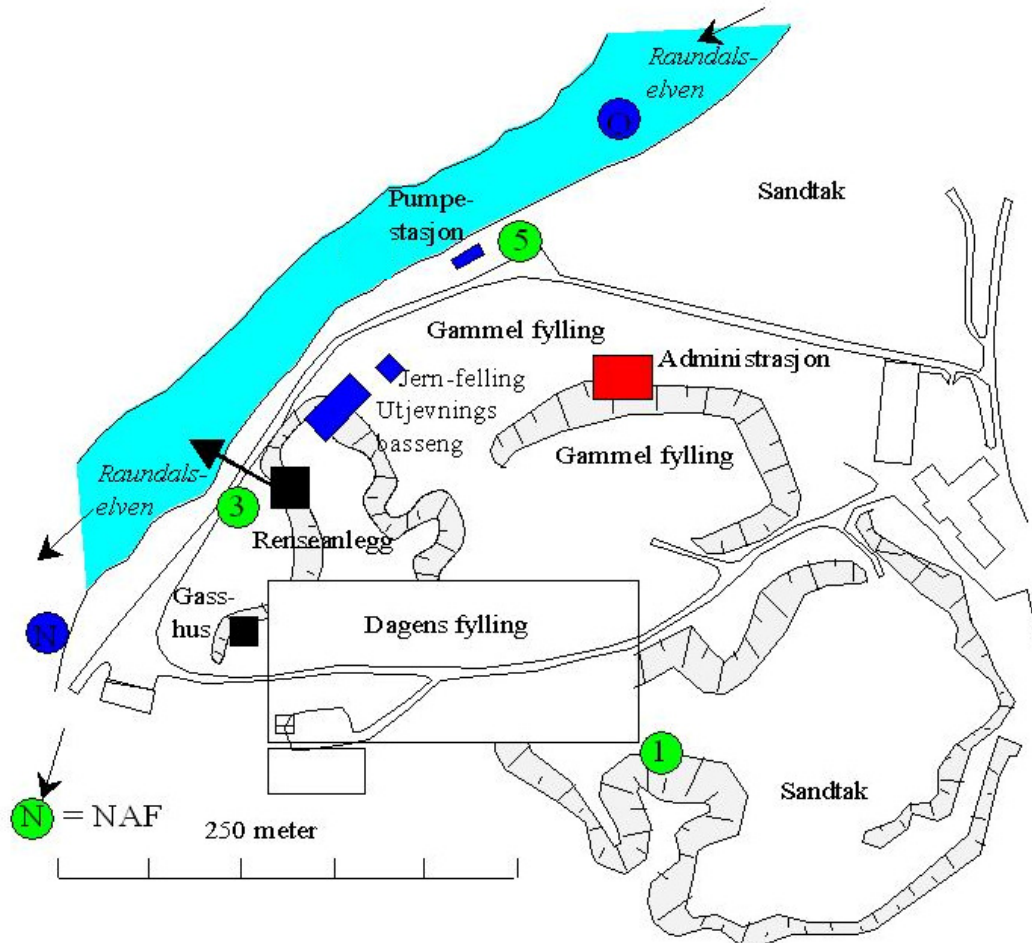 Raundals-
elven
O
Sandtak
Pumpe-
stasjon
5
Gammel fylling
Administrasjon
Jern-felling
Utjevnings
basseng
Gammel fylling
Raundals-
elven
3
Renseanlegg
Gass-
hus
N
Dagens fylling
1
Sandtak
N = NAF
250 meter